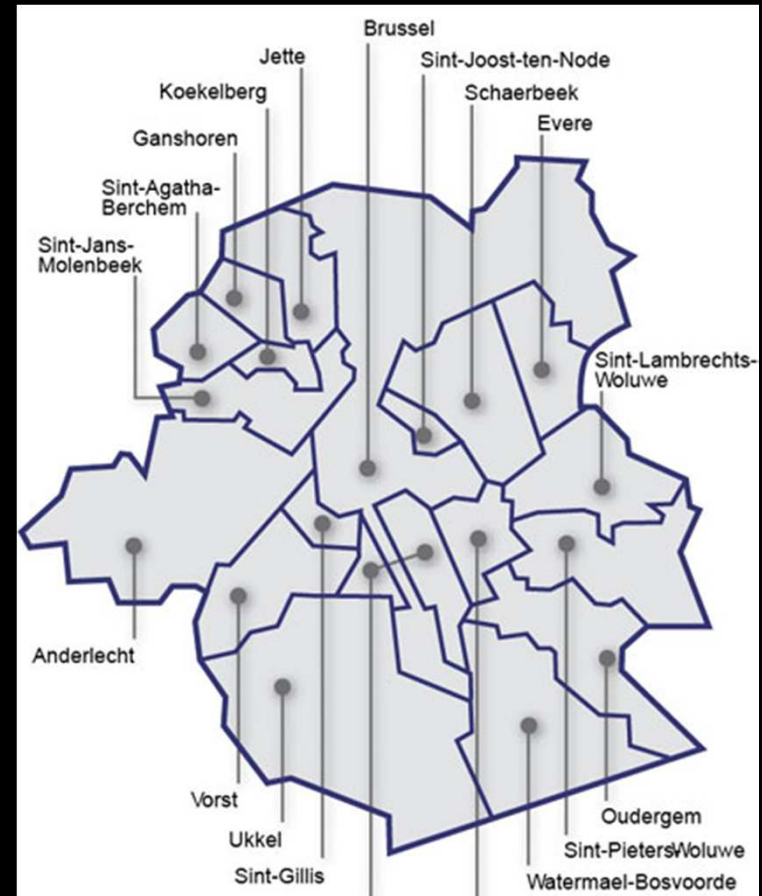 Brussel
Jette
Sint-Joost-ten-Node
Koekelberg
Schaerbeek
Ganshoren
Evere
Sint-Agatha-
Berchem
Sint-Jans-
Molenbeek
Sint-Lambrechts-
Woluwe
Anderlecht
Vorst
Oudergem
Ukkel
Sint-PietersWoluwe
Sint-Gillis
Watermael-Bosvoorde